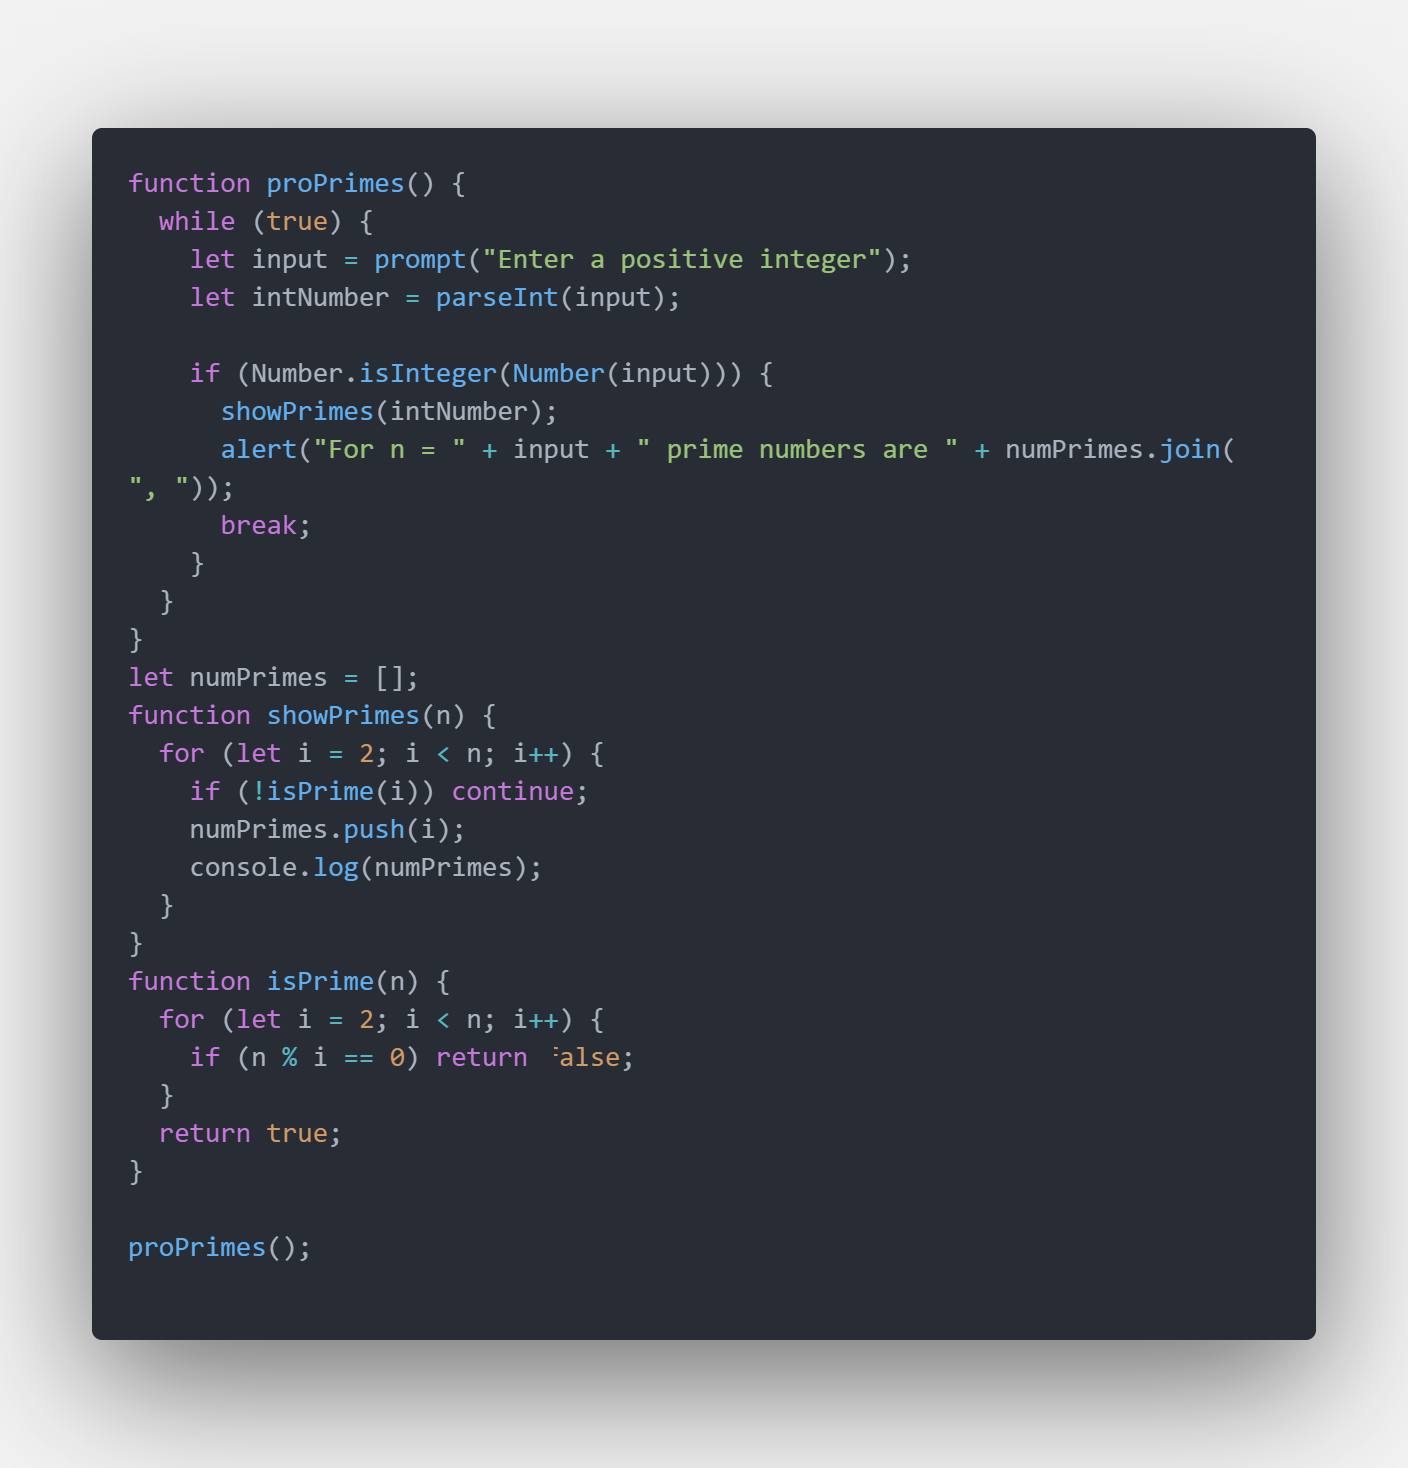 function proPrimes() {
  while (true) {
    let input = prompt("Enter a positive integer");
    let intNumber = parseInt(input);

    if (Number.isInteger(Number(input))) {
      showPrimes(intNumber);
      alert("For n = " + input + " prime numbers are " + numPrimes.join(
", "));
      break;
    }
  }
}
let numPrimes = [];
function showPrimes(n) {
  for (let i = 2; i < n; i++) {
    if (!isPrime(i)) continue;
    numPrimes.push(i);
    console.log(numPrimes);
  }
}
function isPrime(n) {
  for (let i = 2; i < n; i++) {
    if (n % i == 0) return false;
  }
  return true;
}

proPrimes();